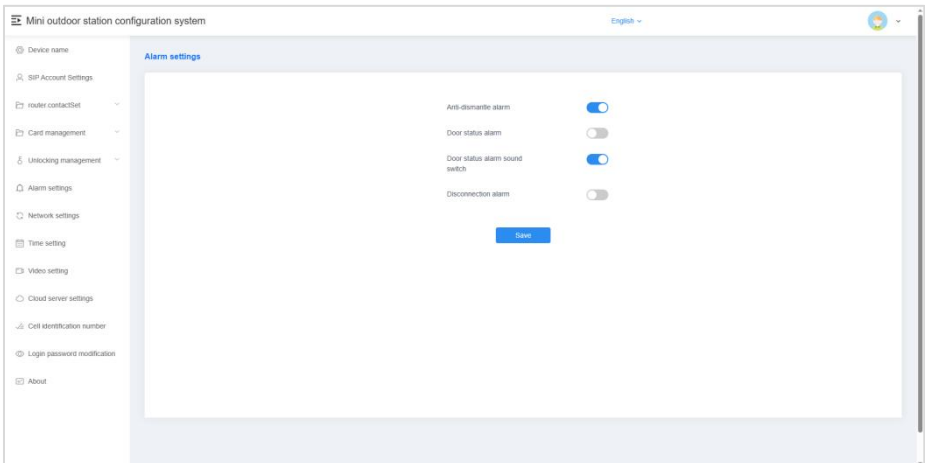 Mini outdoor station configuration system
English
Device name
SIP Account Settings
router.contactSet
Card management
Unlocking management
Alarm settings
Network settings
Time setting
Video setting
Cloud server settings
Cell identification number
Login password modification
About
Alarm settings
Anti-dismantle alarm
Door status alarm
Door status alarm sound
switch
Disconnection alarm
Save